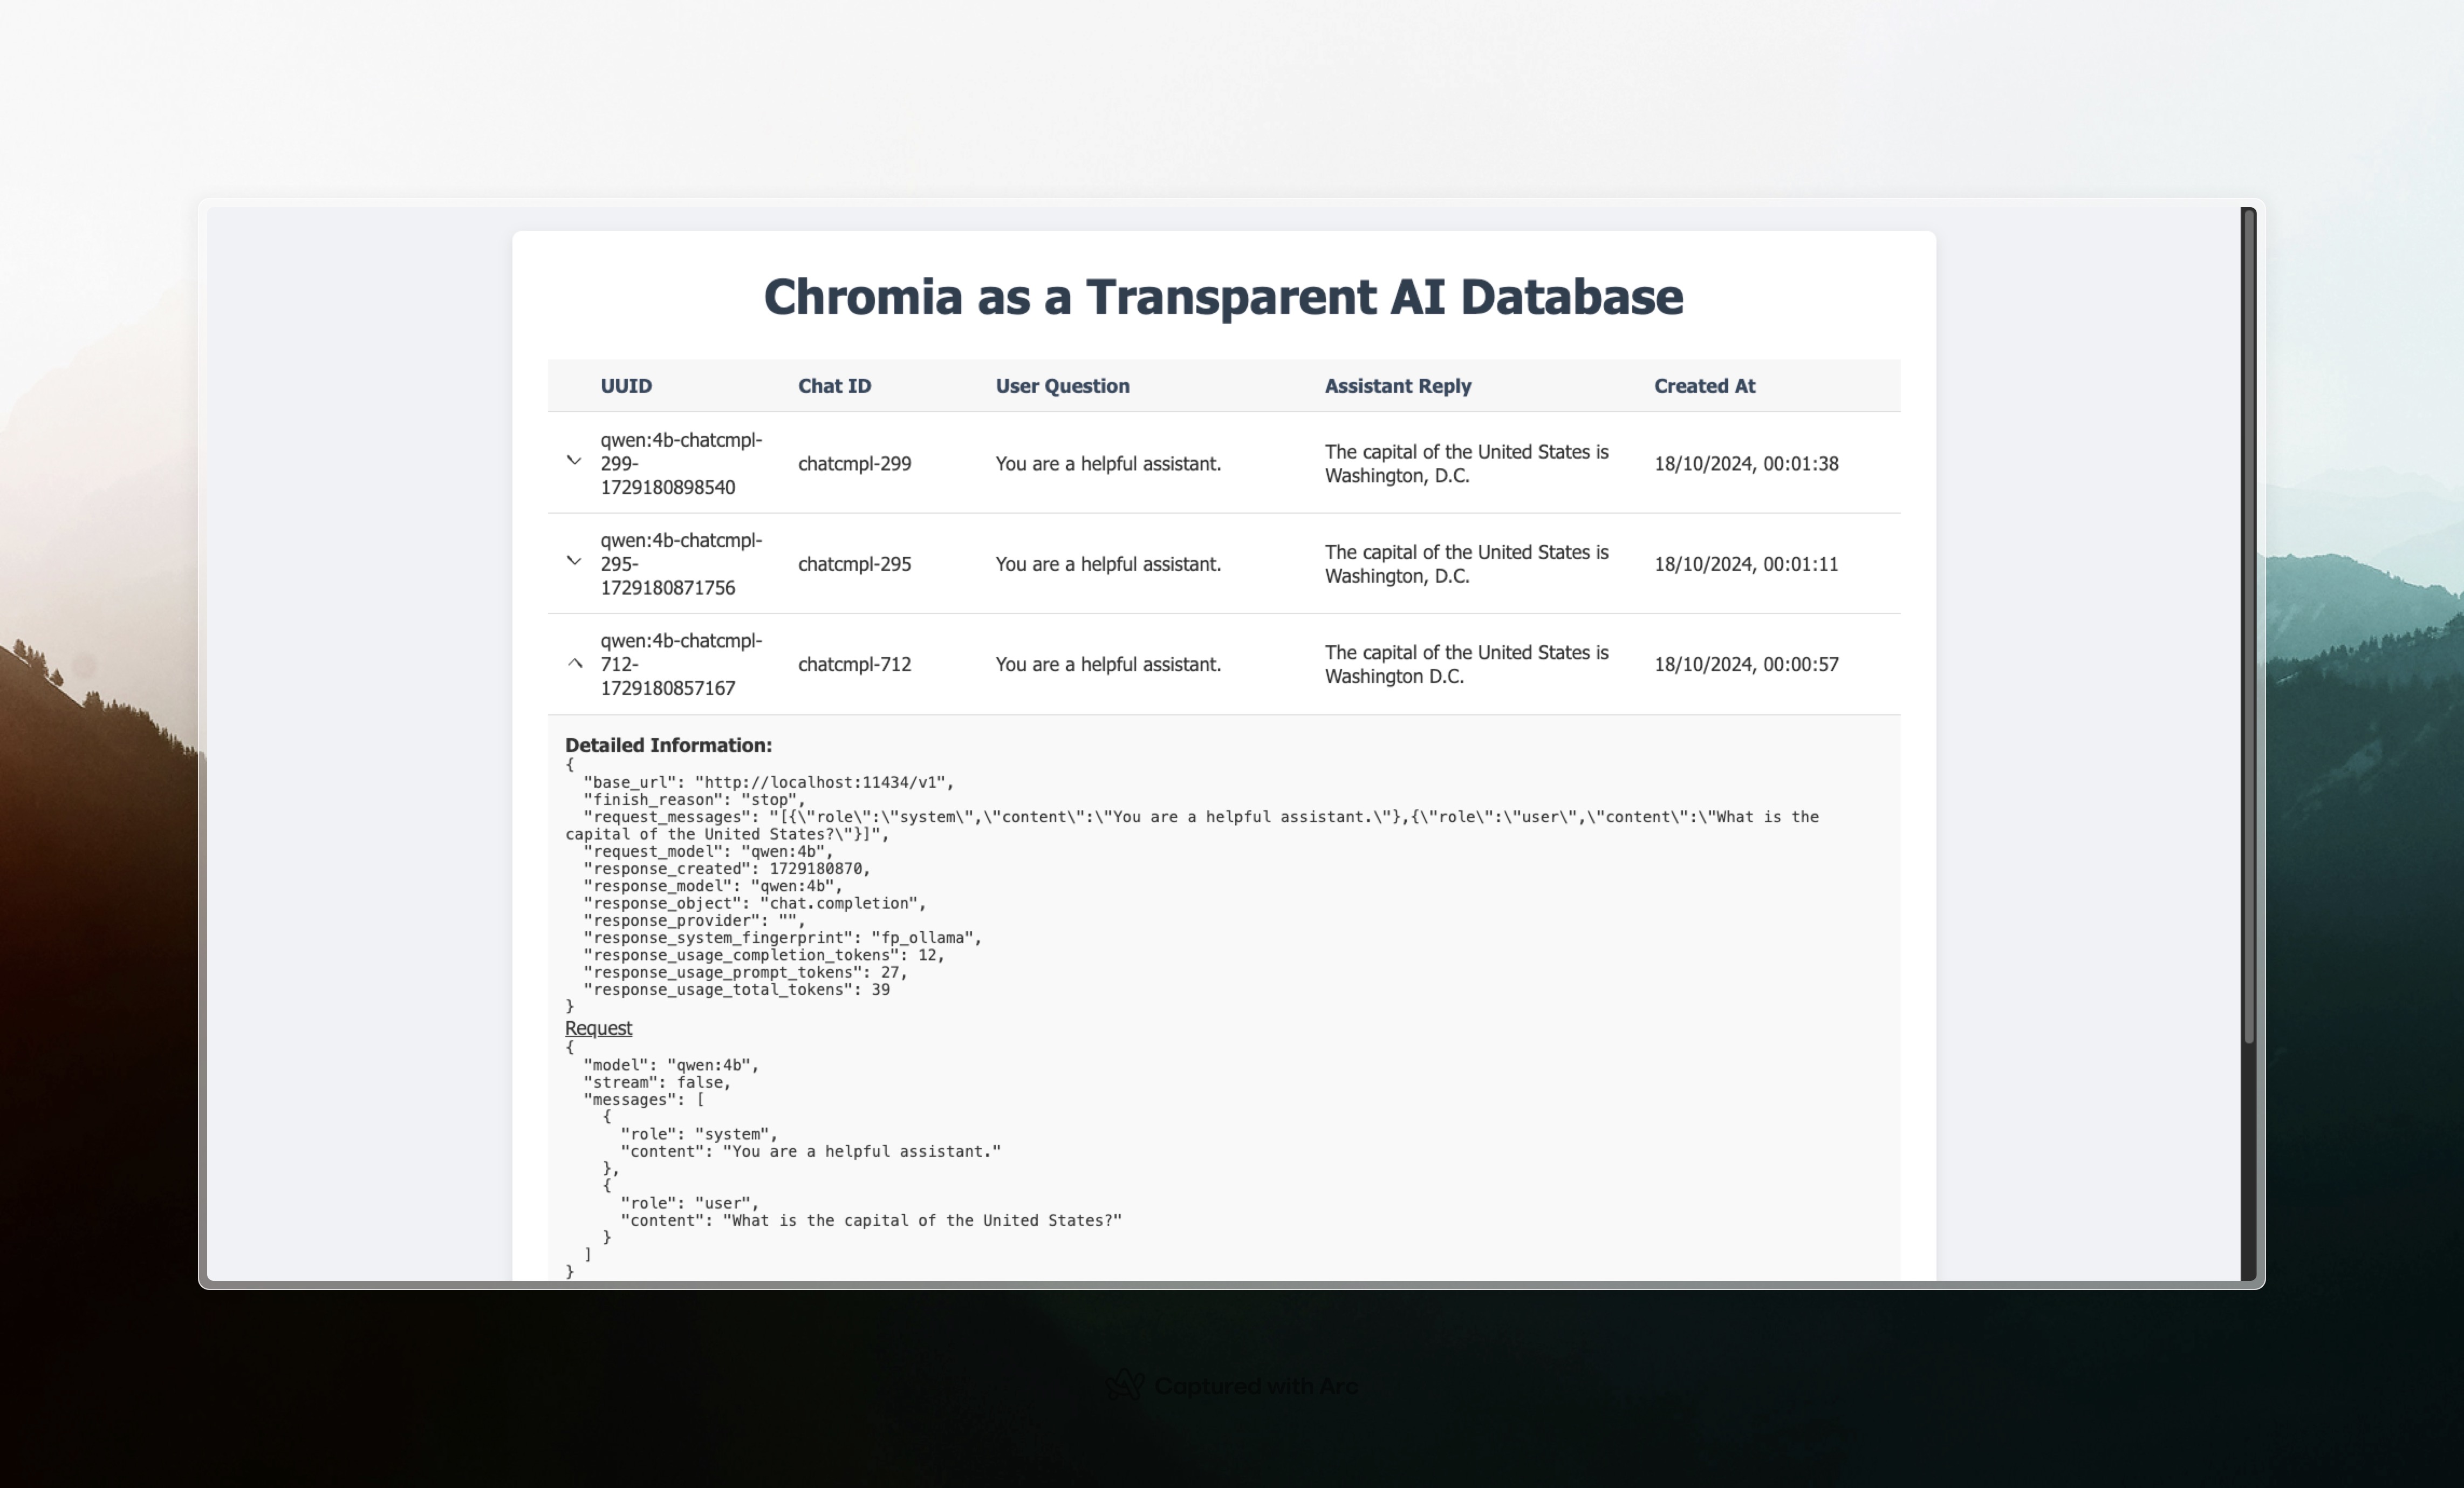 Chromia as a Transparent AI Database
UUID Chat ID User Question Assistant Reply Created At
qwen:4b-chatcmpl-
299-
1729180898540
chatcmpl-299
You are a helpful assistant.
The capital of the United States is
Washington, D.C.
18/10/2024, 00:01:38
qwen:4b-chatcmpl-
295-
1729180871756
chatcmpl-295
You are a helpful assistant.
The capital of the United States is
Washington, D.C.
18/10/2024, 00:01:11
qwen:4b-chatcmpl-
712-
1729180857167
chatcmpl-712
You are a helpful assistant.
The capital of the United States is
Washington D.C.
18/10/2024, 00:00:57
Detailed Information:
{
  "base_url": "http://localhost:11434/v1",
  "finish_reason": "stop",
  "request_messages": "[{\"role\":\"system\",\"content\":\"You are a helpful assistant.\"},{\"role\":\"user\",\"content\":\"What is the
capital of the United States?\"}]",
  "request_model": "qwen:4b",
  "response_created": 1729180870,
  "response_model": "qwen:4b",
  "response_object": "chat.completion",
  "response_provider": "",
  "response_system_fingerprint": "fp_ollama",
  "response_usage_completion_tokens": 12,
  "response_usage_prompt_tokens": 27,
  "response_usage_total_tokens": 39
}
Request
{
  "model": "qwen:4b",
  "stream": false,
  "messages": [
    {
      "role": "system",
      "content": "You are a helpful assistant."
    },
    {
      "role": "user",
      "content": "What is the capital of the United States?"
    }
  ]
}
Captured with Arc